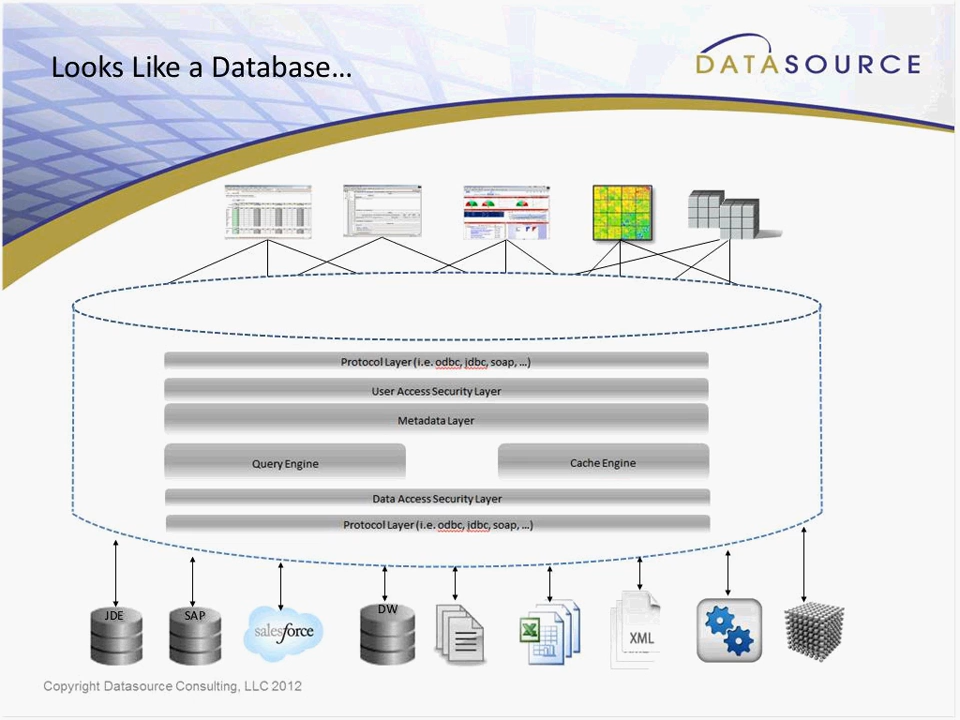 Looks Like a Database…
DATASOURCE
Protocol Layer (i.e. odbc, jdbc, soap, …)
User Access Security Layer
Metadata Layer
Query Engine
Cache Engine
Data Access Security Layer
Protocol Layer (i.e. odbc, jdbc, soap, …)
JDE
SAP
salesforce
DW
XML
Copyright Datasource Consulting, LLC 2012